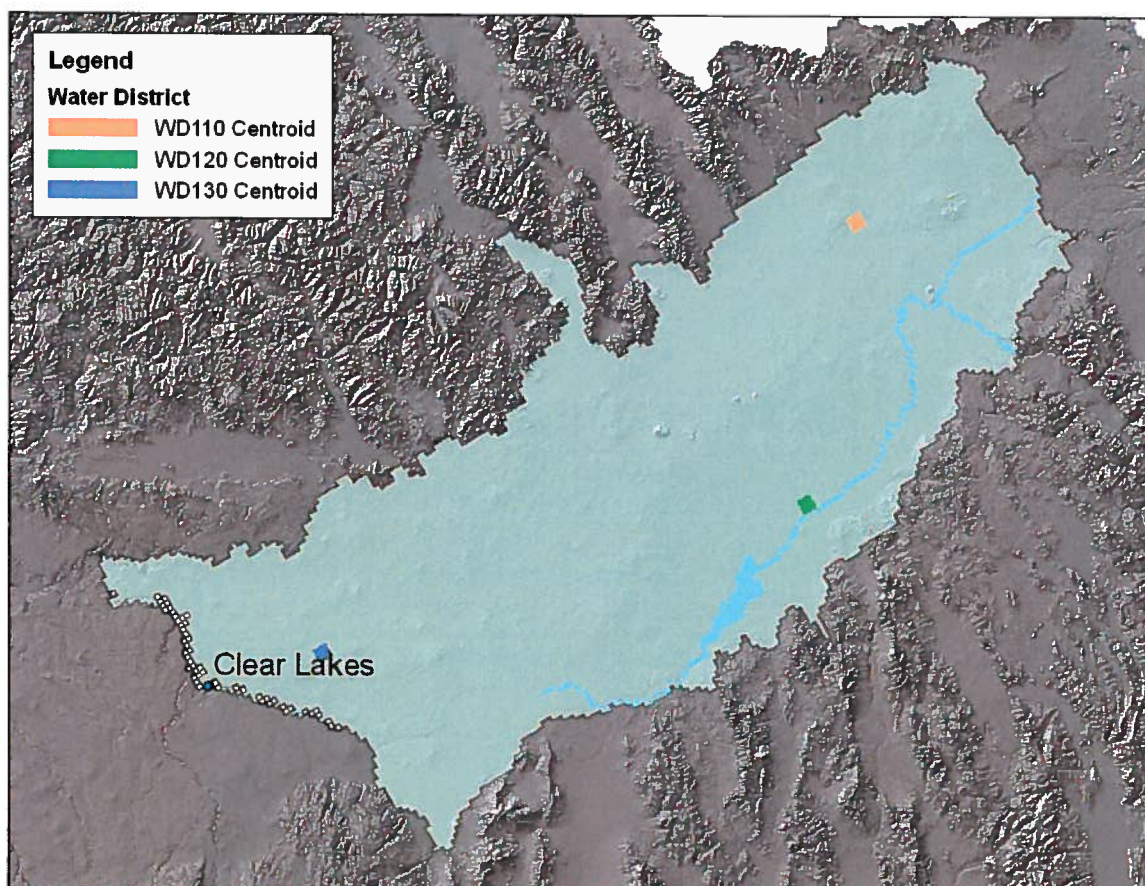 Legend
Water District
WD110 Centroid
WD120 Centroid
WD130 Centroid
Clear Lakes